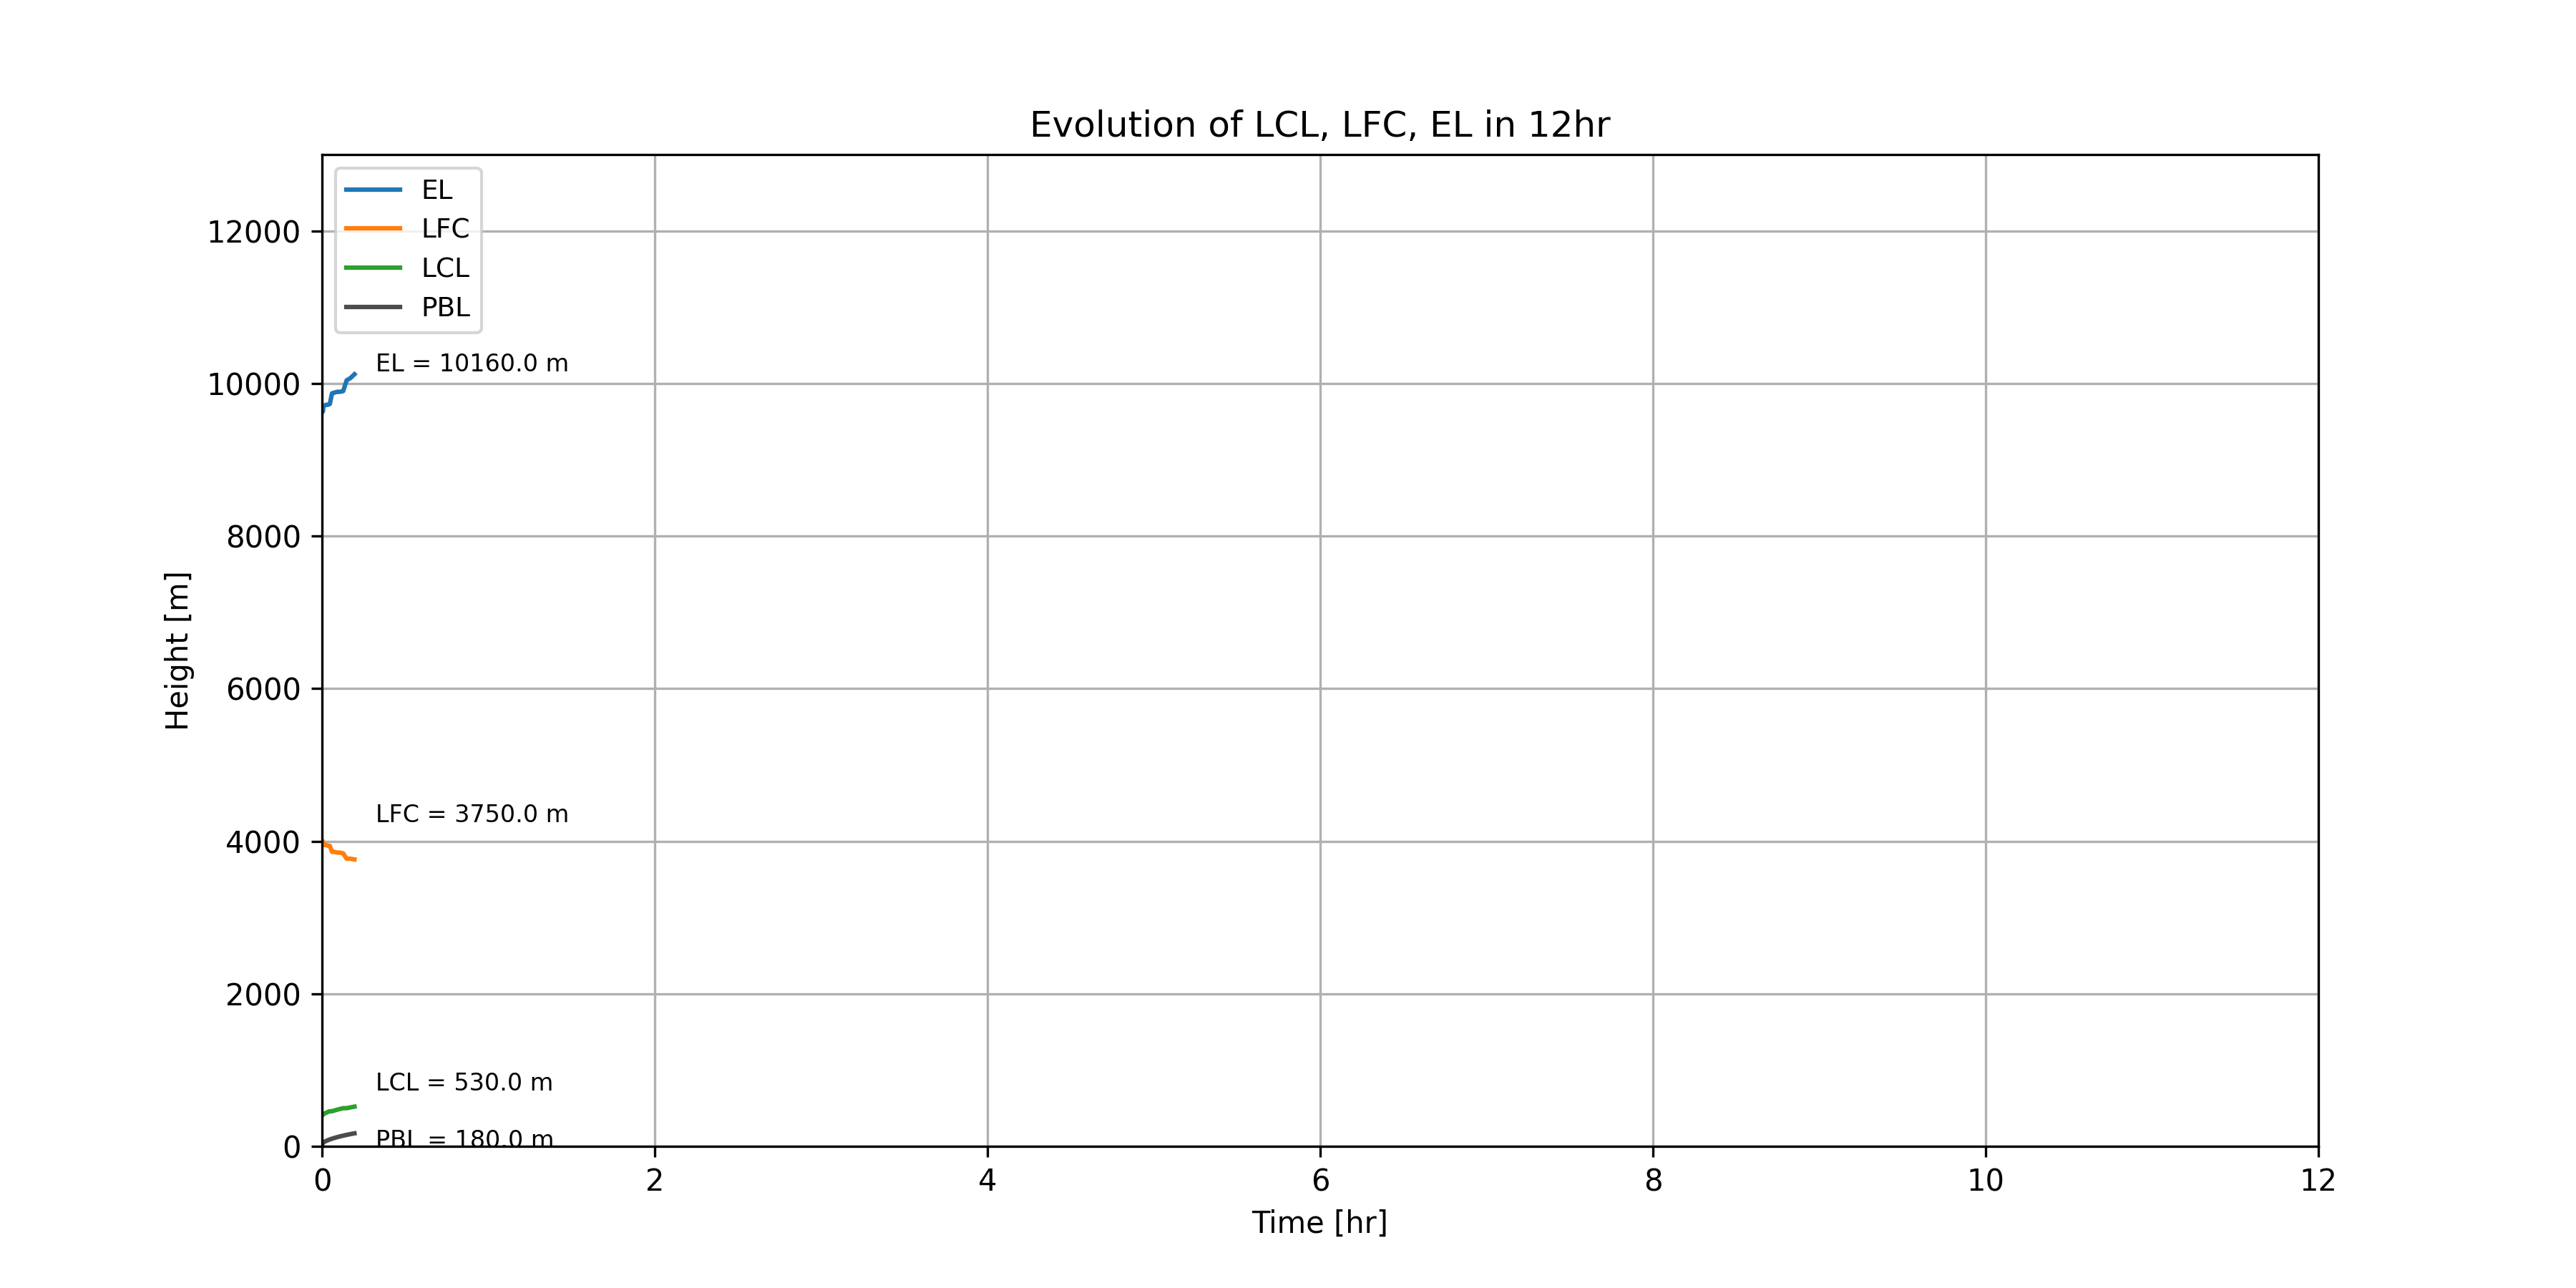 Evolution of LCL, LFC, EL in 12hr
EL
LFC
LCL
PBL
12000
10000
8000
6000
4000
2000
0
Height [m]
EL = 10160.0 m
LFC = 3750.0 m
LCL = 530.0 m
PBL = 180.0 m
0 2 4 6 8 10 12
Time [hr]